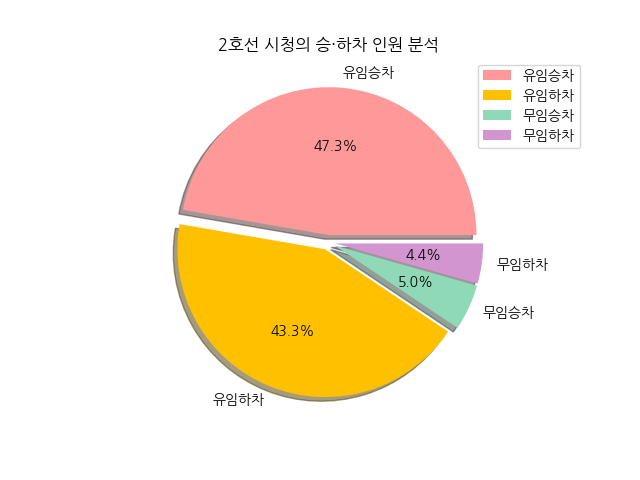 2호선 시청의 승·하차 인원 분석
유임승차
유임승차
유임하차
무임승차
무임하차
47.3%
4.4%
무임하차
5.0%
무임승차
43.3%
유임하차